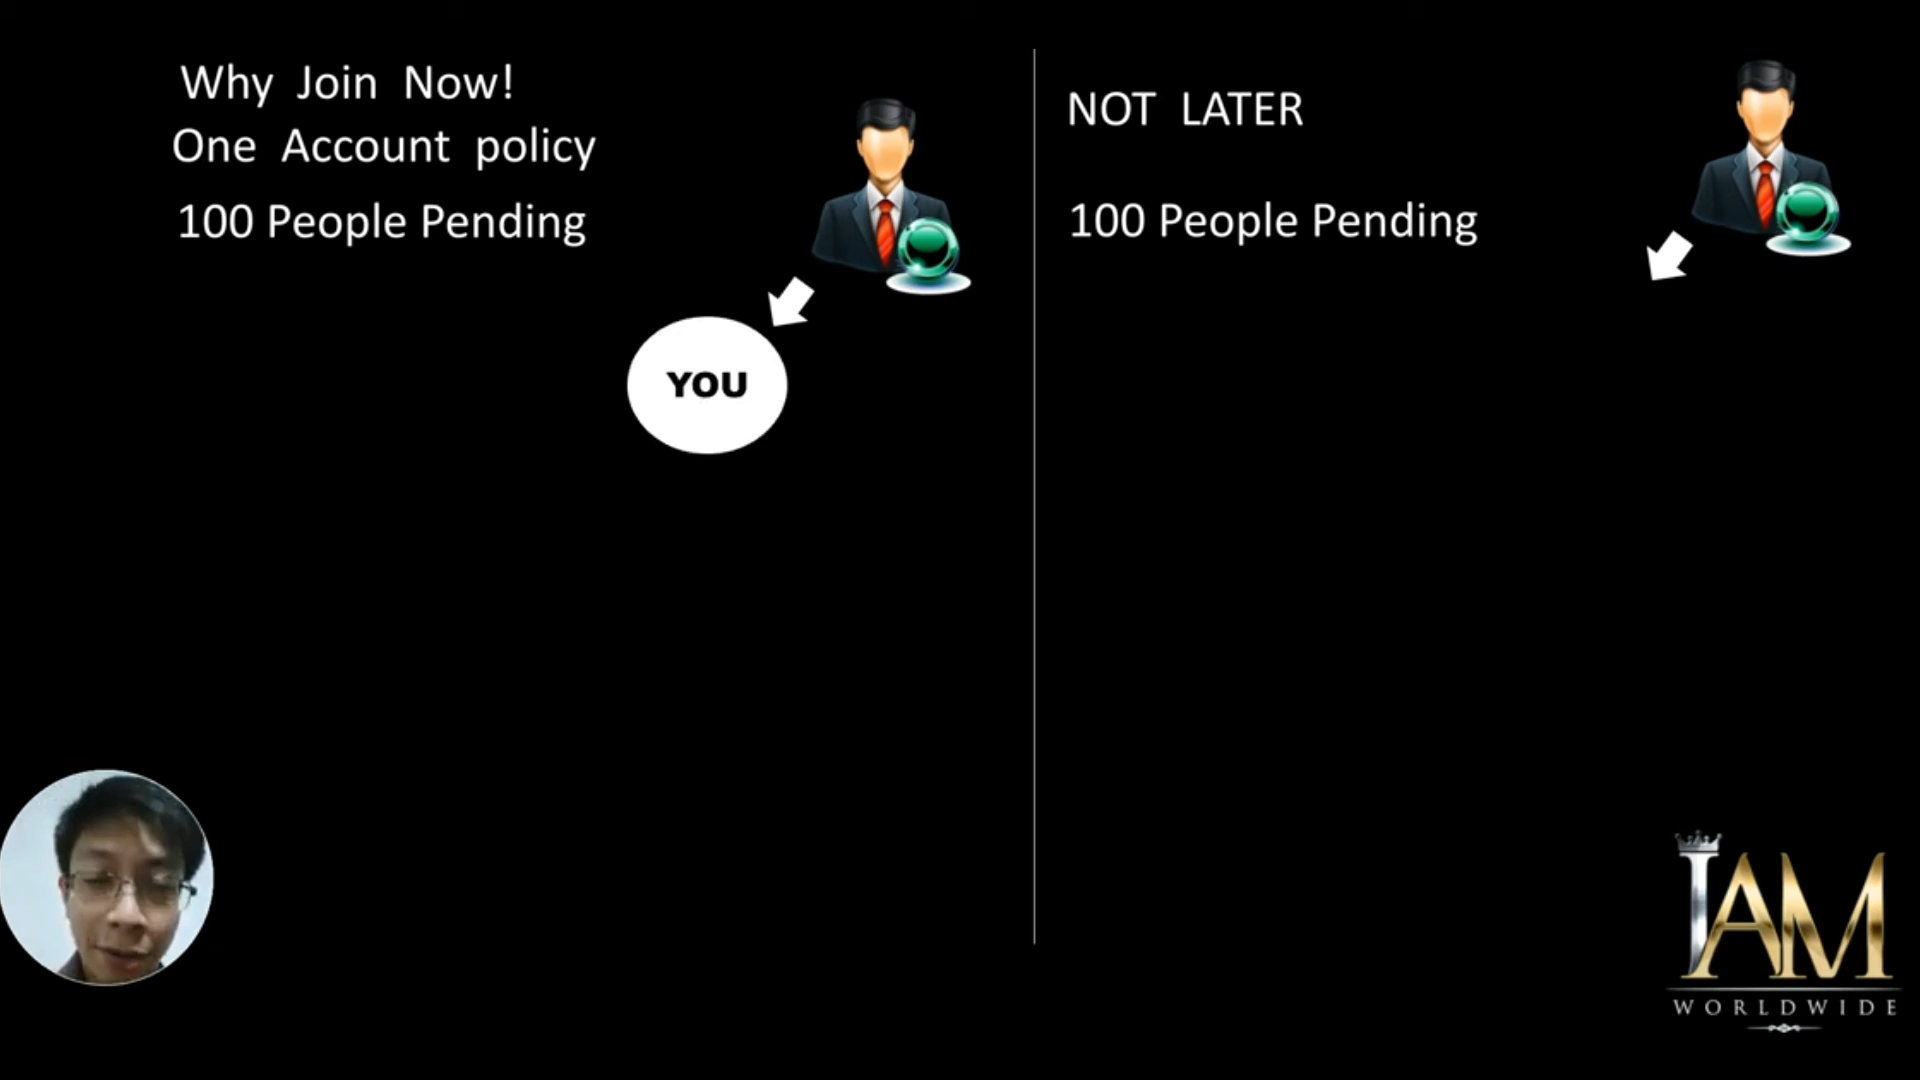 Why Join Now!
One Account policy
100 People Pending
YOU
NOT LATER
100 People Pending
IAM
WORLDWIDE